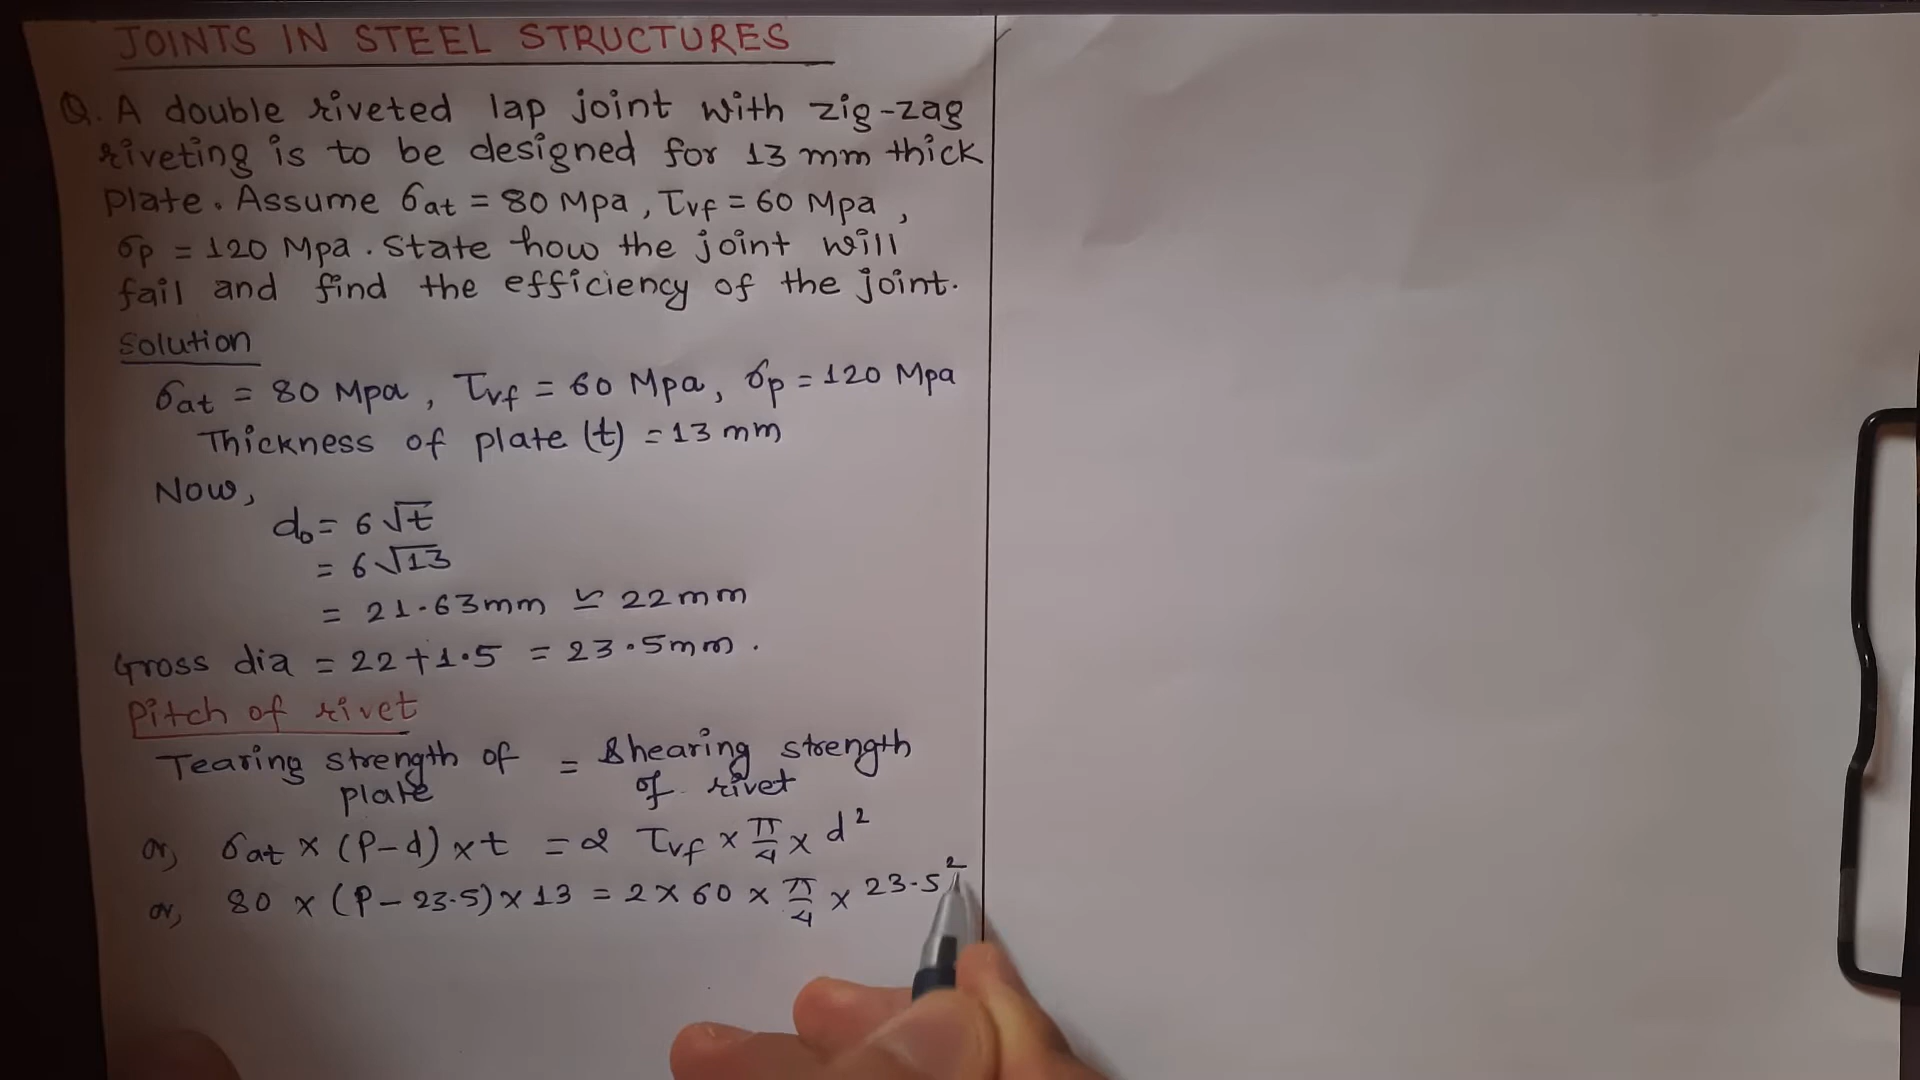 JOINTS IN STEEL STRUCTURES
Q. A double riveted lap joint with zig-zag
riveting is to be designed for 13 mm thick
plate. Assume σat = 80 Mpa, τvf = 60 Mpa,
σp = 120 Mpa. State how the joint will
fail and find the efficiency of the joint.
Solution
σat = 80 Mpa, τvf = 60 Mpa, σp = 120 Mpa
Thickness of plate (t) = 13 mm
Now,
do = 6√t
= 6√13
= 21.63mm ≃ 22mm
Gross dia = 22+1.5 = 23.5mm.
Pitch of rivet
Tearing strength of plate = Shearing strength of rivet
or, σat × (P-d) × t = 2 τvf × π/4 × d²
or, 80 × (P - 23.5) × 13 = 2 × 60 × π/4 × 23.5²